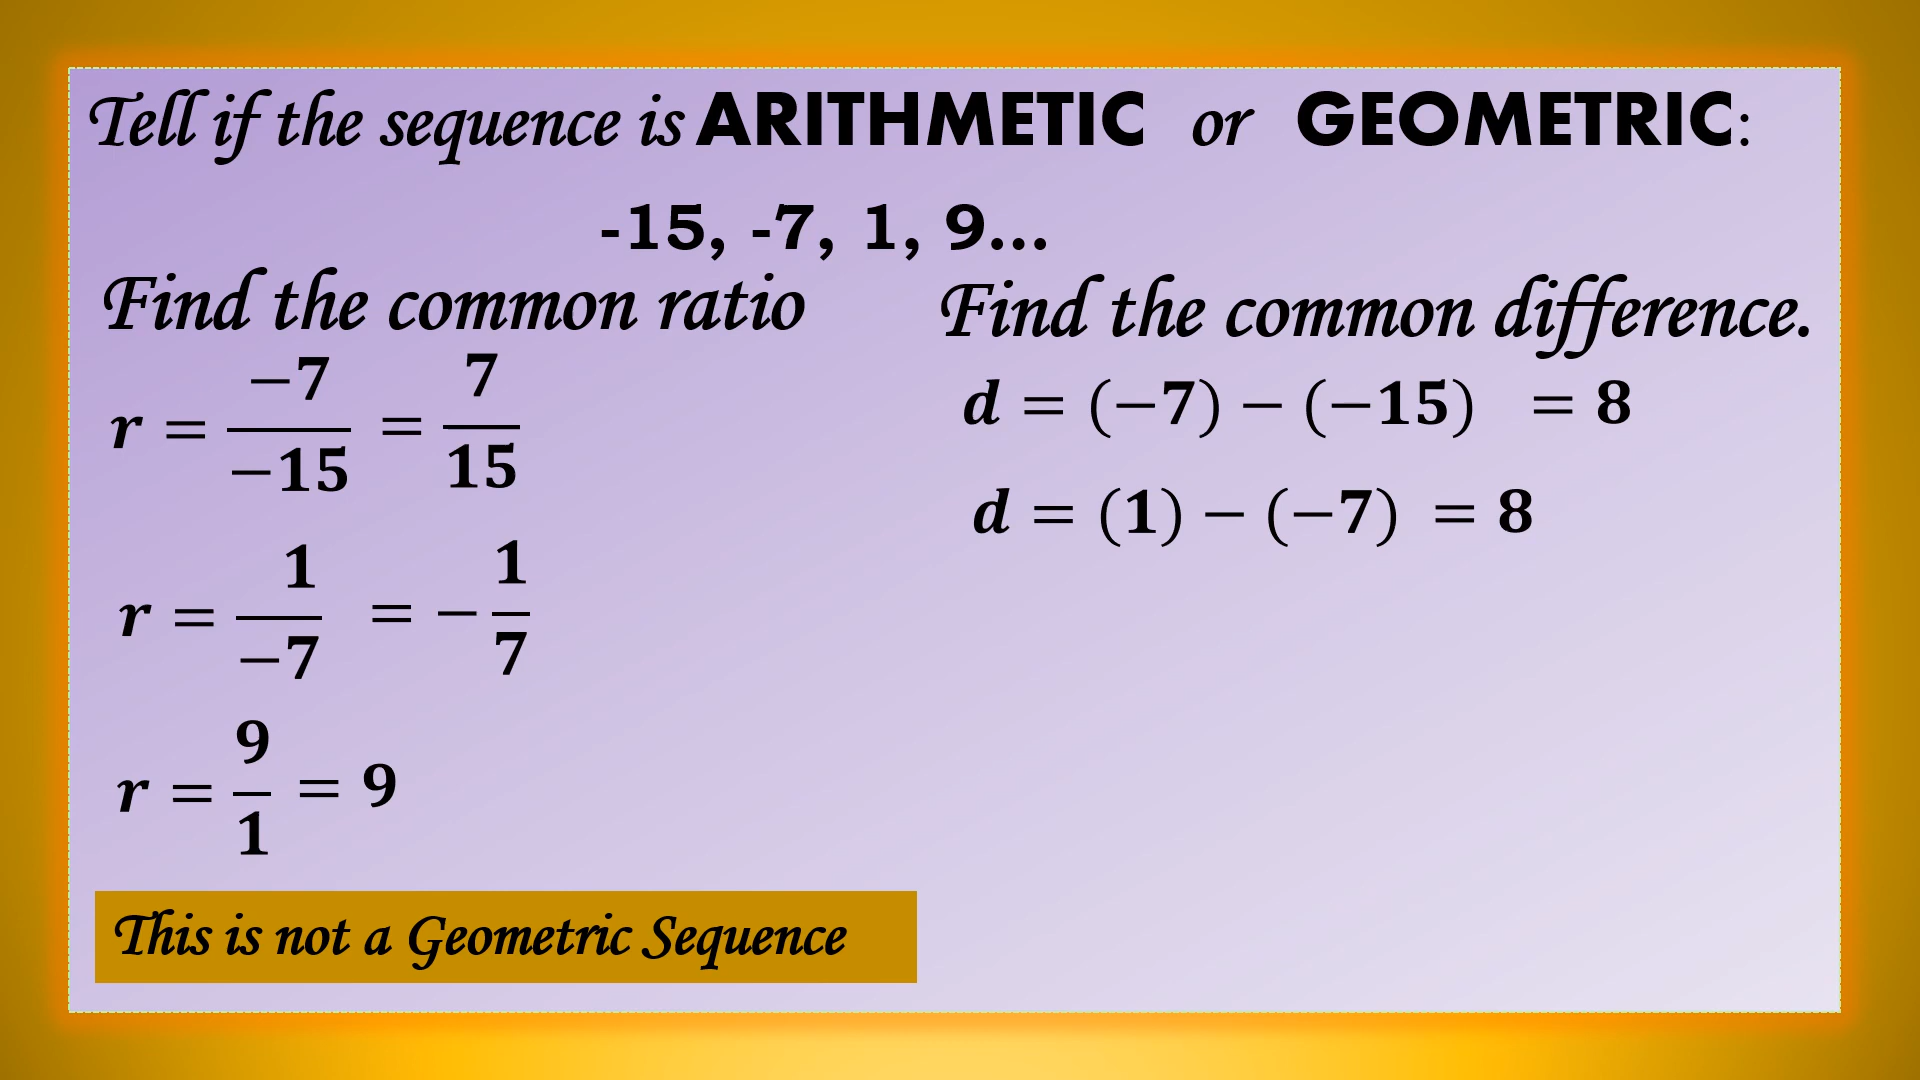 Tell if the sequence is ARITHMETIC or GEOMETRIC:
-15, -7, 1, 9...
Find the common ratio
r = −7/−15 = 7/15
r = 1/−7 = −1/7
r = 9/1 = 9
This is not a Geometric Sequence
Find the common difference.
d = (−7) − (−15) = 8
d = (1) − (−7) = 8